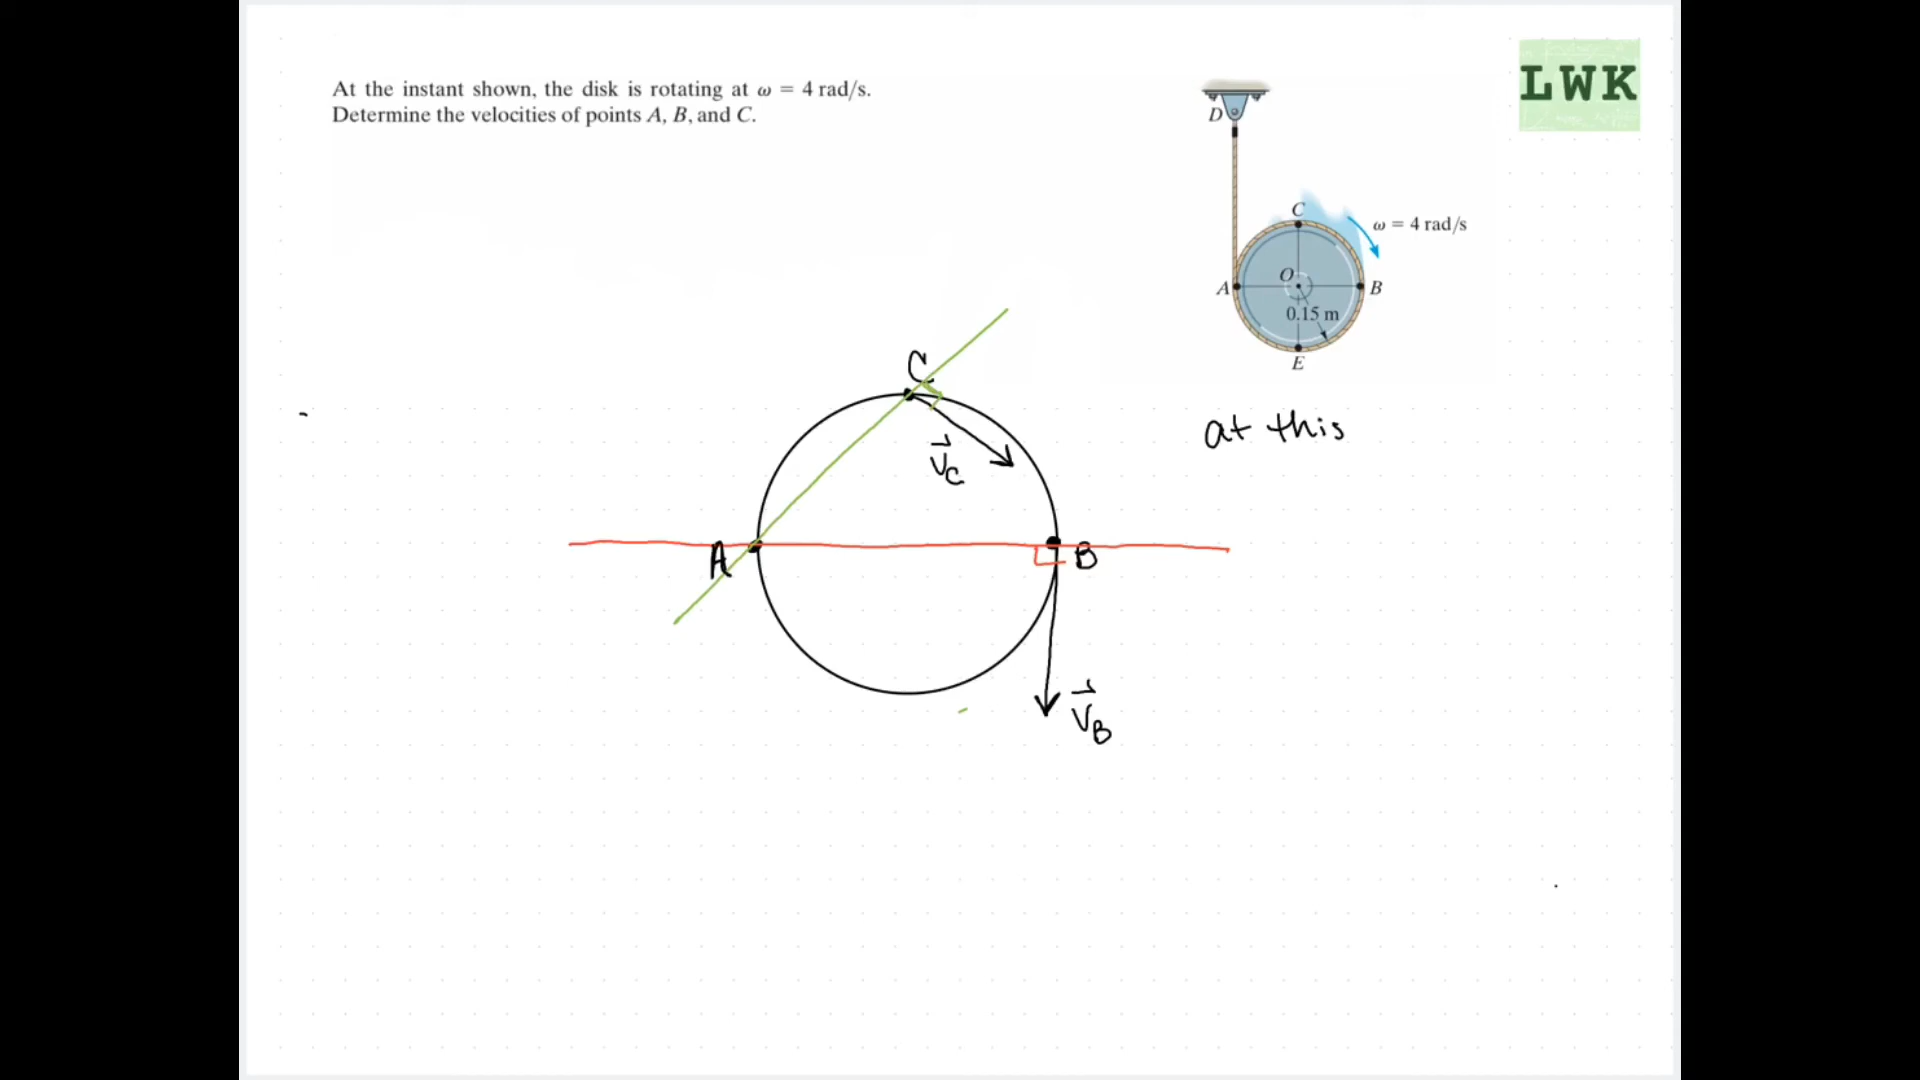 At the instant shown, the disk is rotating at ω = 4 rad/s.
Determine the velocities of points A, B, and C.
LWK
D
C
ω = 4 rad/s
O
A
B
0.15 m
E
C
at this
V⃗C
A
B
V⃗B